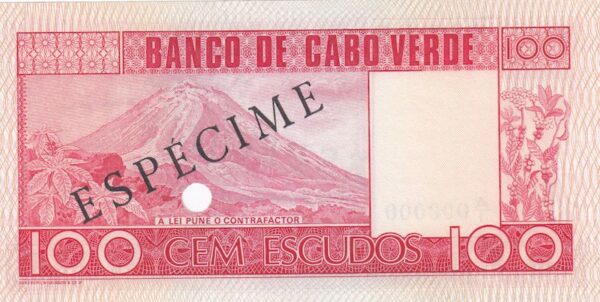 BANCO DE CABO VERDE 100
ESPÉCIME
A LEI PUNE O CONTRAFACTOR
100 CEM ESCUDOS 100